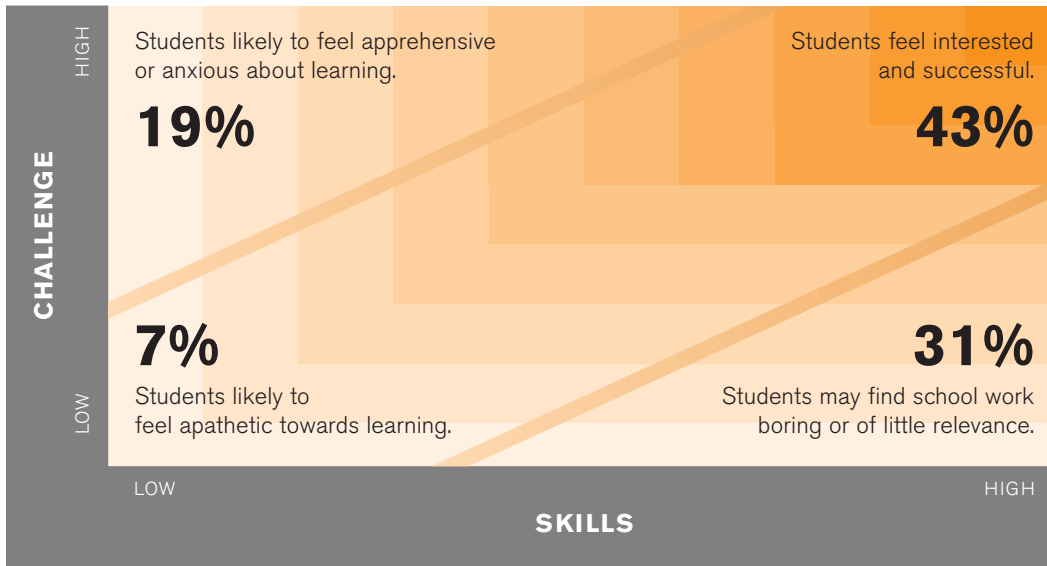 HIGH
CHALLENGE
LOW
Students likely to feel apprehensive
or anxious about learning.
19%
Students feel interested
and successful.
43%
7%
Students likely to
feel apathetic towards learning.
31%
Students may find school work
boring or of little relevance.
LOW
HIGH
SKILLS